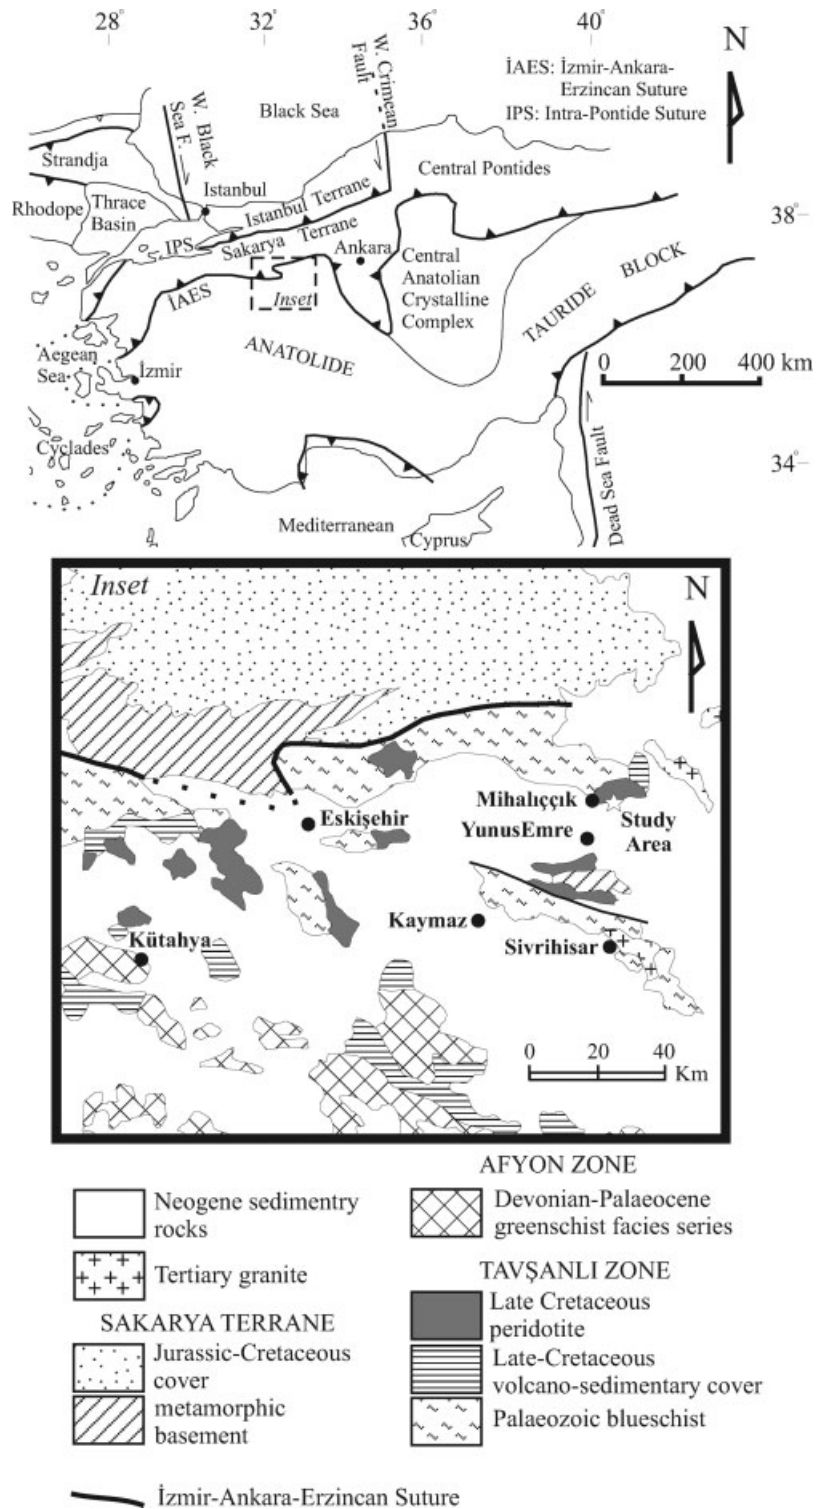 28° 32° 36° 40°
N
İAES: İzmir-Ankara-
Erzincan Suture
IPS: Intra-Pontide Suture
W. Black
Sea F.
Black Sea
W. Crimean
Fault
Strandja
Istanbul
Istanbul Terrane
Central Pontides
Rhodope
Thrace
Basin
IPS
Sakarya Terrane
38°
İAES
Inset
Ankara
Central
Anatolian
Crystalline
Complex
TAURIDE BLOCK
ANATOLIDE
Aegean
Sea
İzmir
0 200 400 km
Cyclades
34°
Dead Sea Fault
Mediterranean
Cyprus
Inset
N
Mihalıççık
Eskişehir
YunusEmre
Study
Area
Kaymaz
Kütahya
Sivrihisar
0 20 40
Km
Neogene sedimentry
rocks
Tertiary granite
SAKARYA TERRANE
Jurassic-Cretaceous
cover
metamorphic
basement
AFYON ZONE
Devonian-Palaeocene
greenschist facies series
TAVŞANLI ZONE
Late Cretaceous
peridotite
Late-Cretaceous
volcano-sedimentary cover
Palaeozoic blueschist
İzmir-Ankara-Erzincan Suture